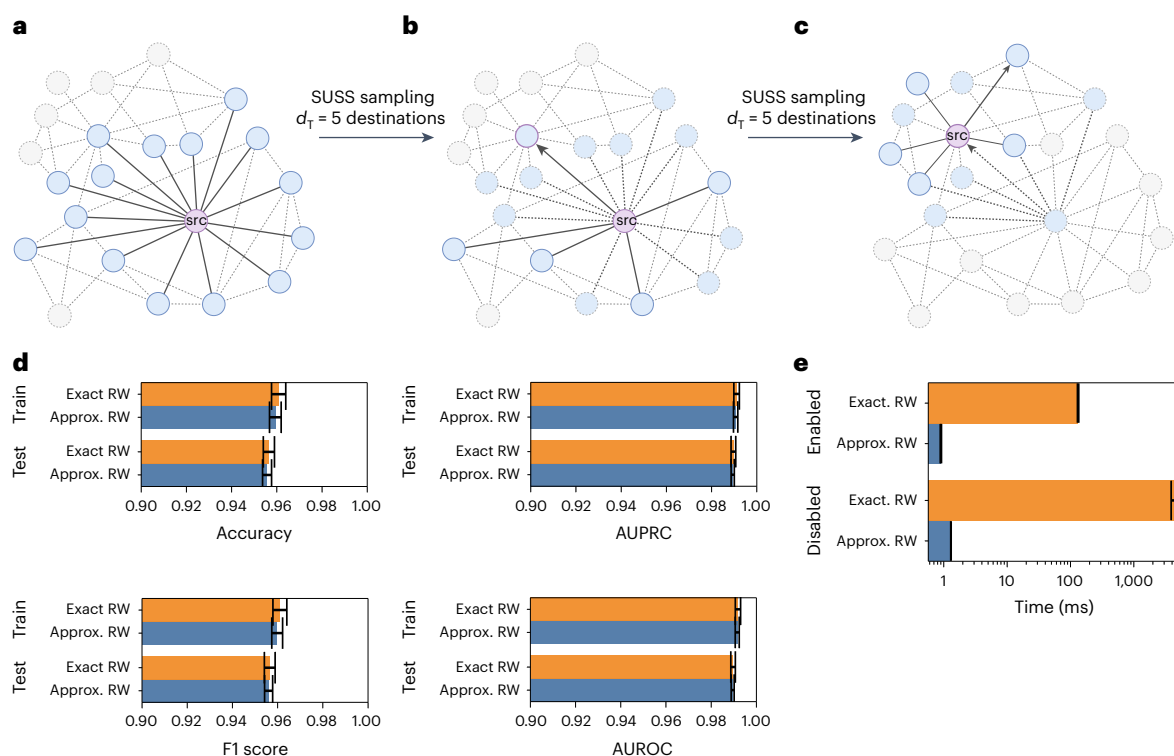 a
b
c
SUSS sampling
dT = 5 destinations
SUSS sampling
dT = 5 destinations
src
src
src
d
Train
Exact RW
Approx. RW
Test
Exact RW
Approx. RW
0.90 0.92 0.94 0.96 0.98 1.00
Accuracy
Train
Exact RW
Approx. RW
Test
Exact RW
Approx. RW
0.90 0.92 0.94 0.96 0.98 1.00
AUPRC
Train
Exact RW
Approx. RW
Test
Exact RW
Approx. RW
0.90 0.92 0.94 0.96 0.98 1.00
F1 score
Train
Exact RW
Approx. RW
Test
Exact RW
Approx. RW
0.90 0.92 0.94 0.96 0.98 1.00
AUROC
e
Enabled
Exact. RW
Approx. RW
Disabled
Exact. RW
Approx. RW
1 10 100 1,000
Time (ms)